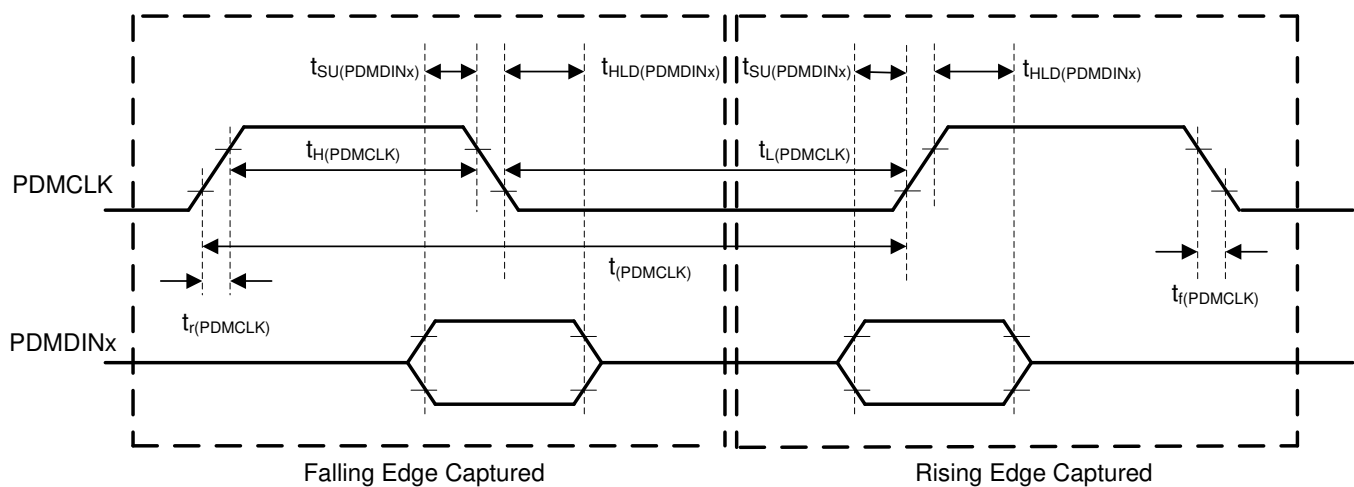 tSU(PDMDINx)
tHLD(PDMDINx)
tSU(PDMDINx)
tHLD(PDMDINx)
tH(PDMCLK)
tL(PDMCLK)
PDMCLK
t(PDMCLK)
tr(PDMCLK)
tf(PDMCLK)
PDMDINx
Falling Edge Captured
Rising Edge Captured